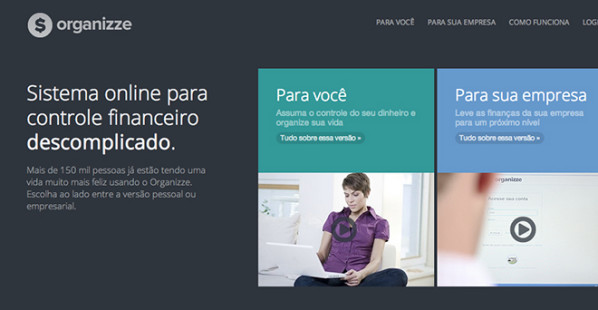 $ organizze
PARA VOCÊ PARA SUA EMPRESA COMO FUNCIONA LOGI
Sistema online para
controle financeiro
descomplicado.
Mais de 150 mil pessoas já estão tendo uma
vida muito mais feliz usando o Organizze.
Escolha ao lado entre a versão pessoal ou
empresarial.
Para você
Assuma o controle do seu dinheiro e
organize sua vida
Tudo sobre essa versão »
Para sua empresa
Leve as finanças da sua empresa
para um próximo nível
Tudo sobre essa versão »
organizze